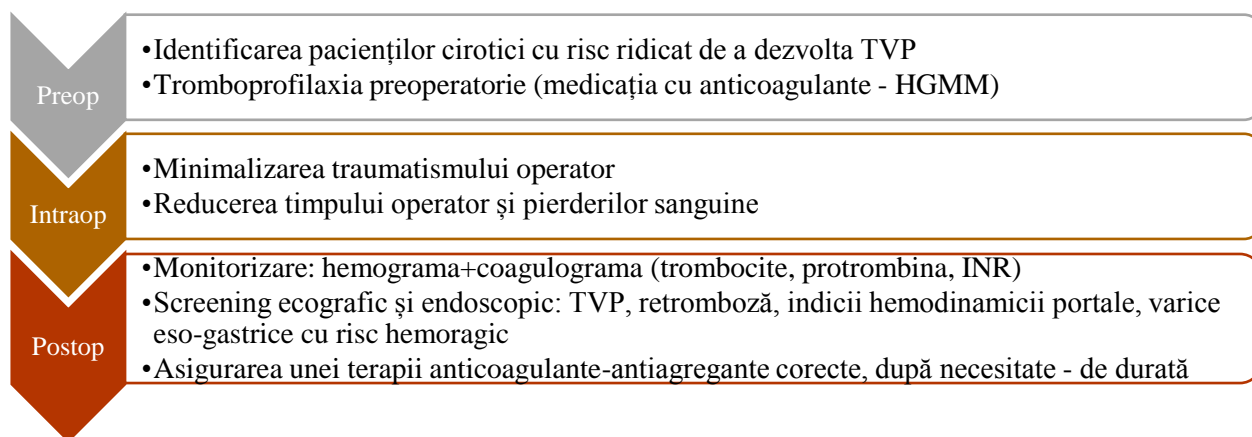 Preop
•Identificarea pacienților cirotici cu risc ridicat de a dezvolta TVP
•Tromboprofilaxia preoperatorie (medicația cu anticoagulante - HGMM)
Intraop
•Minimalizarea traumatismului operator
•Reducerea timpului operator și pierderilor sanguine
Postop
•Monitorizare: hemograma+coagulograma (trombocite, protrombina, INR)
•Screening ecografic și endoscopic: TVP, retromboză, indicii hemodinamicii portale, varice
eso-gastrice cu risc hemoragic
•Asigurarea unei terapii anticoagulante-antiagregante corecte, după necesitate - de durată